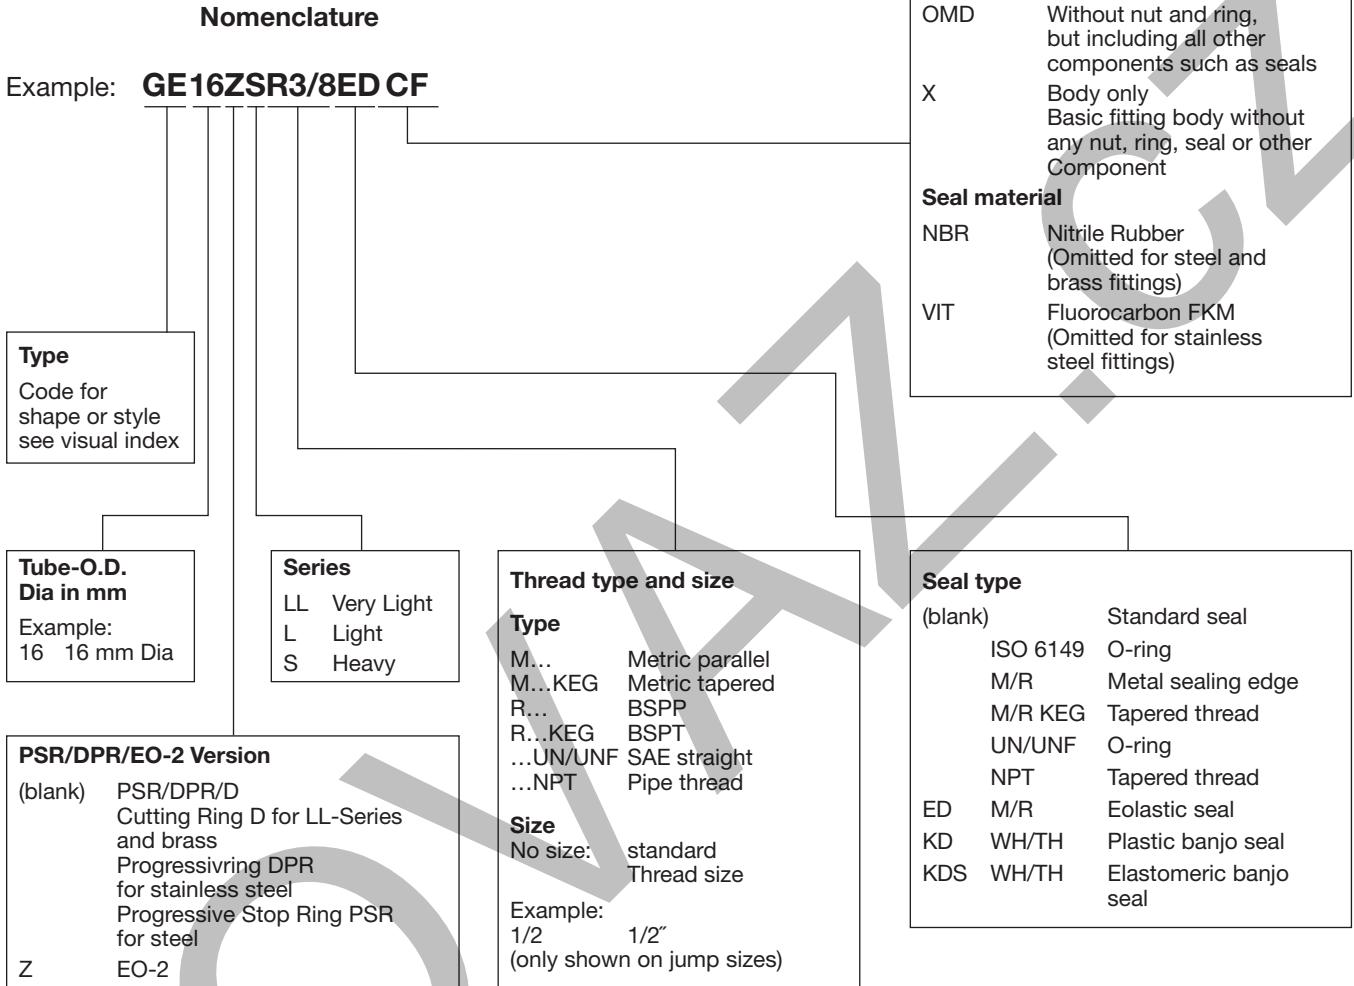 Nomenclature
Example: GE16ZSR3/8ED CF
OMD Without nut and ring,
but including all other
components such as seals
X Body only
Basic fitting body without
any nut, ring, seal or other
Component
Seal material
NBR Nitrile Rubber
(Omitted for steel and
brass fittings)
VIT Fluorocarbon FKM
(Omitted for stainless
steel fittings)
Type
Code for
shape or style
see visual index
Tube-O.D.
Dia in mm
Example:
16 16 mm Dia
Series
LL Very Light
L Light
S Heavy
PSR/DPR/EO-2 Version
(blank) PSR/DPR/D
Cutting Ring D for LL-Series
and brass
Progressivring DPR
for stainless steel
Progressive Stop Ring PSR
for steel
Z EO-2
Thread type and size
Type
M… Metric parallel
M…KEG Metric tapered
R… BSPP
R…KEG BSPT
…UN/UNF SAE straight
…NPT Pipe thread
Size
No size: standard
Thread size
Example:
1/2 1/2″
(only shown on jump sizes)
Seal type
(blank) Standard seal
ISO 6149 O-ring
M/R Metal sealing edge
M/R KEG Tapered thread
UN/UNF O-ring
NPT Tapered thread
ED M/R Eolastic seal
KD WH/TH Plastic banjo seal
KDS WH/TH Elastomeric banjo
seal
OVAZ.cz